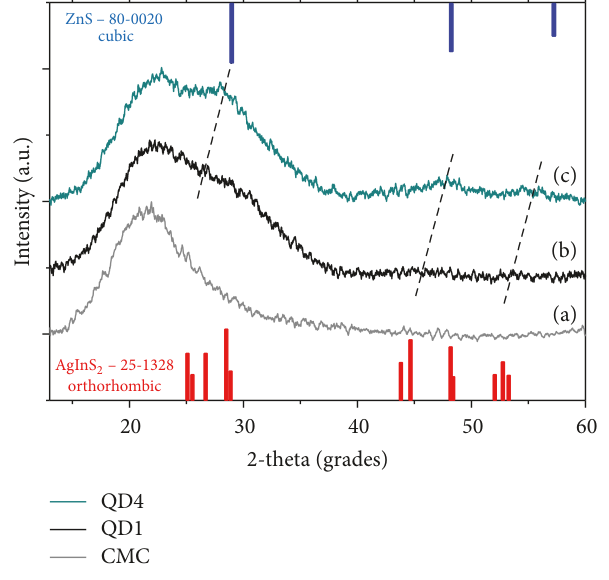 ZnS – 80-0020
cubic
Intensity (a.u.)
(c)
(b)
(a)
AgInS₂ – 25-1328
orthorhombic
20 30 40 50 60
2-theta (grades)
QD4
QD1
CMC